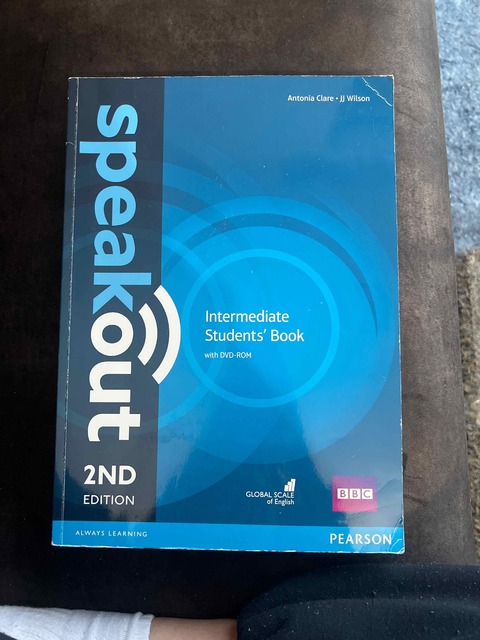 Antonia Clare • JJ Wilson
speakout
Intermediate
Students' Book
with DVD-ROM
2ND
EDITION
GLOBAL SCALE
of English
BBC
ALWAYS LEARNING
PEARSON